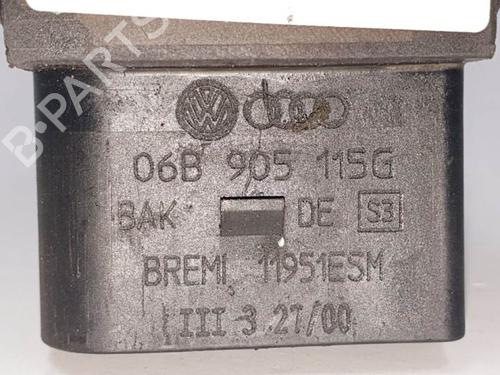 06B 905 115G
BAK DE S3
BREMI 11951ESM
III 3 27/00
B-PARTS